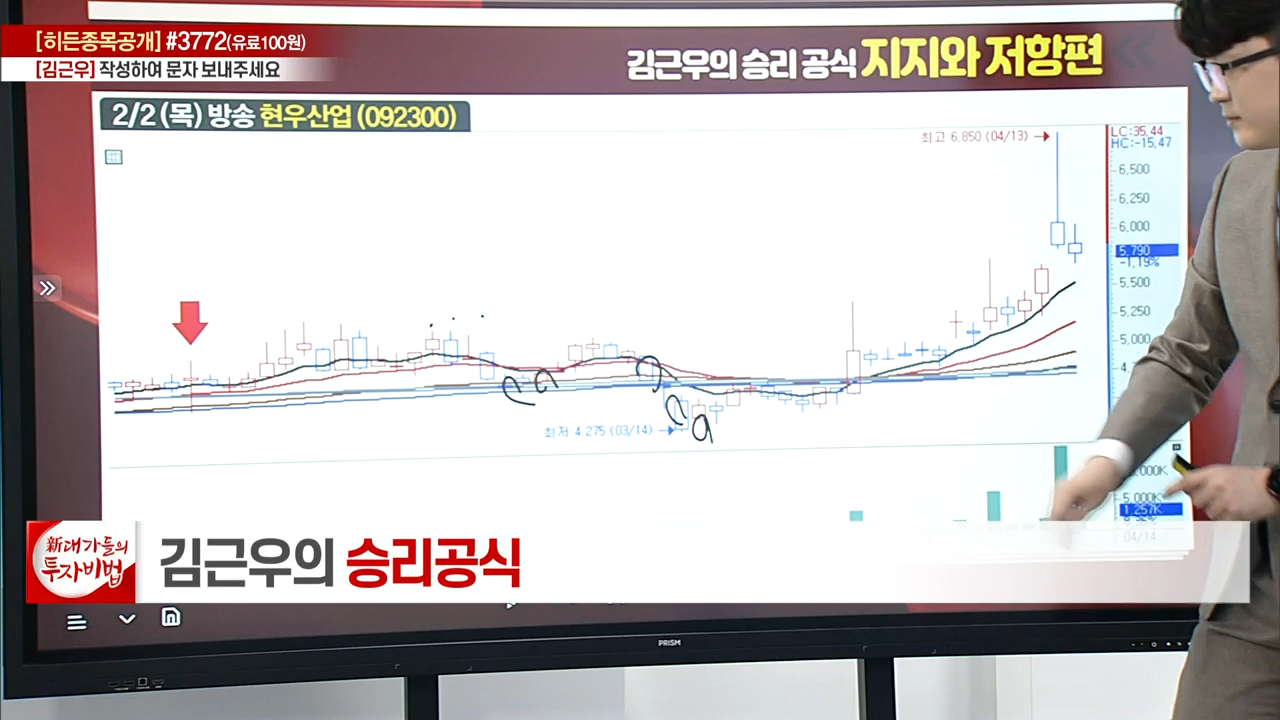 [히든종목공개] #3772(유료100원)
[김근우] 작성하여 문자 보내주세요
김근우의 승리 공식 지지와 저항편
2/2 (목) 방송 현우산업 (092300)
최고 6,850 (04/13)
LC:35.44
HC:-15.47
6,500
6,250
6,000
5,790
-1.19%
5,500
5,250
5,000
최저 4,275 (03/14)
5,000K
1,257K
04/14
新대가들의
투자비법
김근우의 승리공식
PRISM